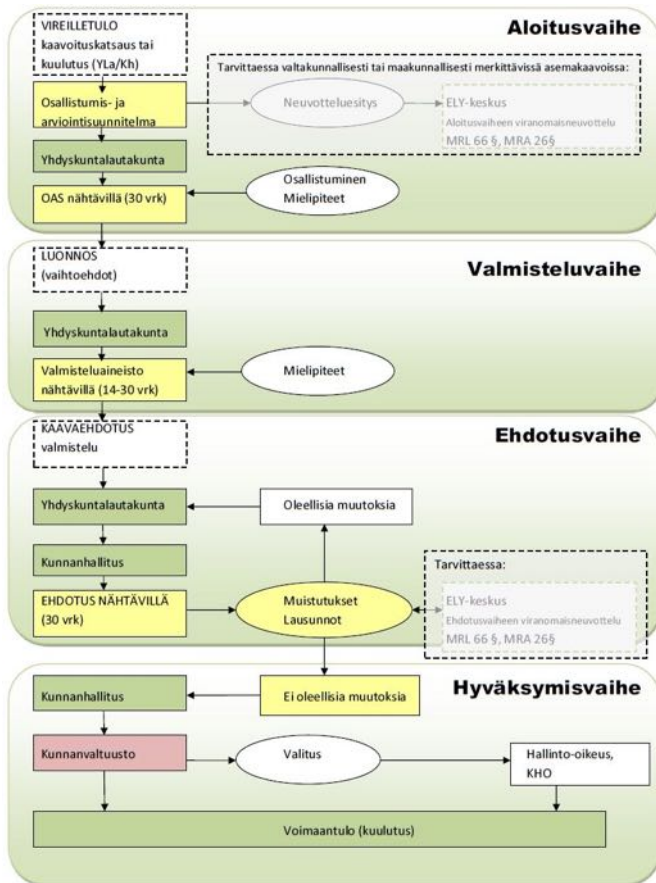 Aloitusvaihe
VIREILLETULO
kaavoituskatsaus tai
kuulutus (YLa/Kh)
Tarvittaessa valtakunnallisesti tai maakunnallisesti merkittävissä asemakaavoissa:
Osallistumis- ja
arviointisuunnitelma
Neuvotteluesitys
ELY-keskus
Aloitusvaiheen viranomaisneuvottelu
MRL 66 §, MRA 26§
Yhdyskuntalautakunta
OAS nähtävillä (30 vrk)
Osallistuminen
Mielipiteet
Valmisteluvaihe
LUONNOS
(vaihtoehdot)
Yhdyskuntalautakunta
Valmisteluaineisto
nähtävillä (14-30 vrk)
Mielipiteet
Ehdotusvaihe
KAAVAEHDOTUS
valmistelu
Yhdyskuntalautakunta
Oleellisia muutoksia
Kunnanhallitus
EHDOTUS NÄHTÄVILLÄ
(30 vrk)
Muistutukset
Lausunnot
Tarvittaessa:
ELY-keskus
Ehdotusvaiheen viranomaisneuvottelu
MRL 66 §, MRA 26§
Hyväksymisvaihe
Kunnanhallitus
Ei oleellisia muutoksia
Kunnanvaltuusto
Valitus
Hallinto-oikeus,
KHO
Voimaantulo (kuulutus)